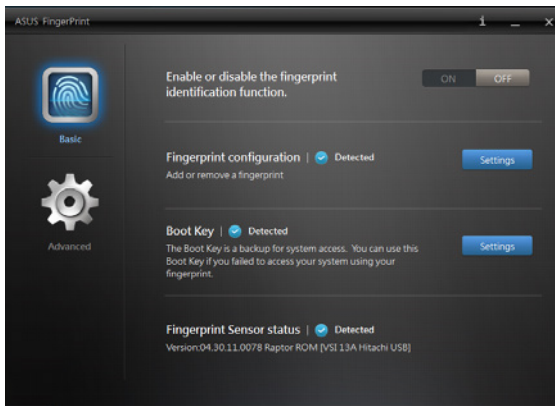 ASUS FingerPrint
i
Basic
Advanced
Enable or disable the fingerprint
identification function.
ON OFF
Fingerprint configuration | Detected
Add or remove a fingerprint
Settings
Boot Key | Detected
The Boot Key is a backup for system access. You can use this
Boot Key if you failed to access your system using your
fingerprint.
Settings
Fingerprint Sensor status | Detected
Version:04.30.11.0078 Raptor ROM [VSI 13A Hitachi USB]